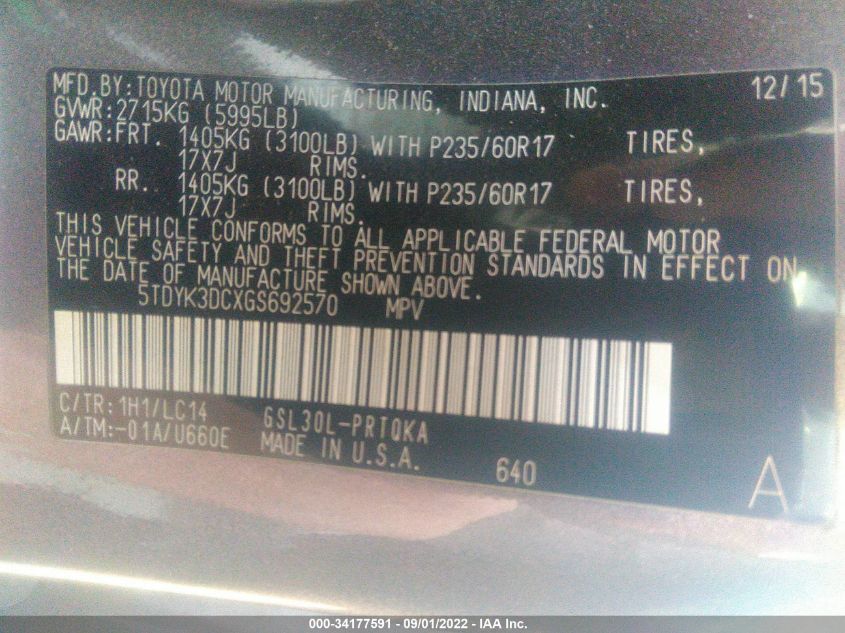 MFD.BY:TOYOTA MOTOR MANUFACTURING, INDIANA, INC. 12/15
GVWR:2715KG (5995LB)
GAWR:FRT. 1405KG (3100LB) WITH P235/60R17 TIRES,
17X7J RIMS.
RR. 1405KG (3100LB) WITH P235/60R17 TIRES,
17X7J RIMS.
THIS VEHICLE CONFORMS TO ALL APPLICABLE FEDERAL MOTOR
VEHICLE SAFETY AND THEFT PREVENTION STANDARDS IN EFFECT ON
THE DATE OF MANUFACTURE SHOWN ABOVE.
5TDYK3DCXGS692570 MPV
C/TR:1H1/LC14 GSL30L-PRTQKA
A/TM:-01A/U660E MADE IN U.S.A. 640 A
000-34177591 - 09/01/2022 - IAA Inc.